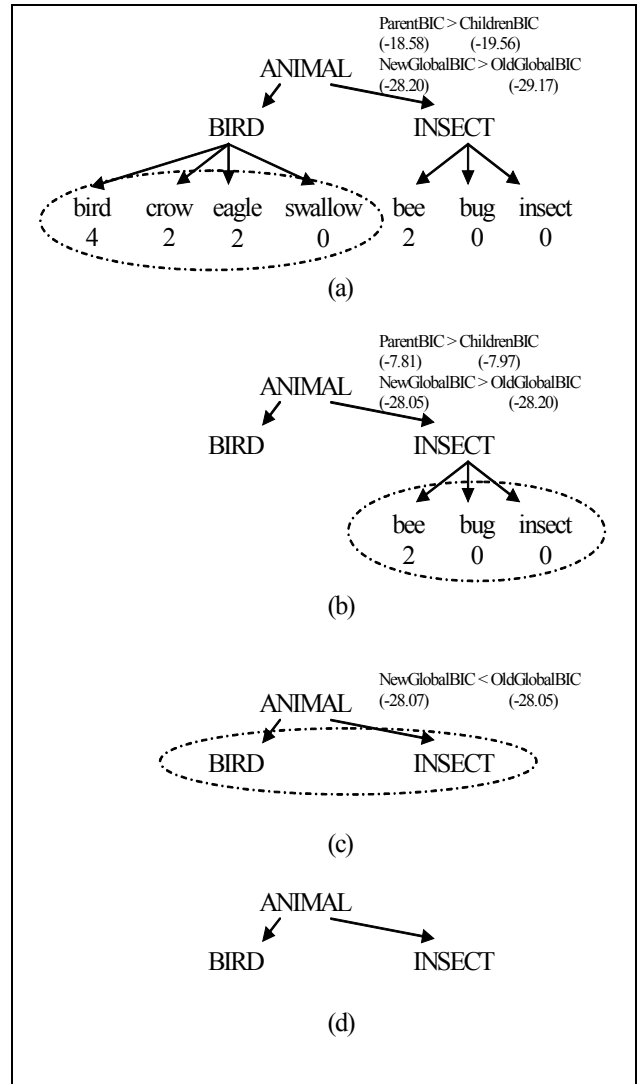 ParentBIC > ChildrenBIC
(-18.58) (-19.56)
NewGlobalBIC > OldGlobalBIC
(-28.20) (-29.17)
ANIMAL
BIRD INSECT
bird crow eagle swallow bee bug insect
4 2 2 0 2 0 0
(a)
ParentBIC > ChildrenBIC
(-7.81) (-7.97)
NewGlobalBIC > OldGlobalBIC
(-28.05) (-28.20)
ANIMAL
BIRD INSECT
bee bug insect
2 0 0
(b)
NewGlobalBIC < OldGlobalBIC
(-28.07) (-28.05)
ANIMAL
BIRD INSECT
(c)
ANIMAL
BIRD INSECT
(d)